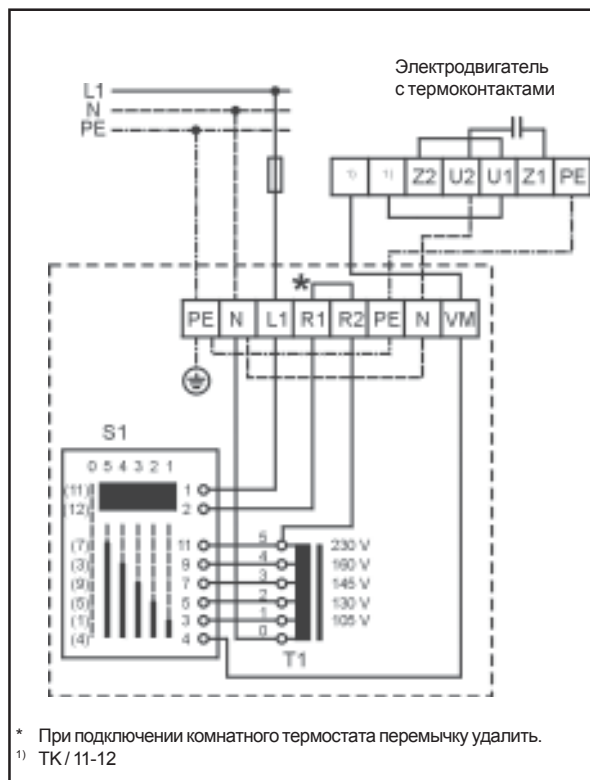 Электродвигатель
с термоконтактами
L1
N
PE
1) 1) Z2 U2 U1 Z1 PE
*
PE N L1 R1 R2 PE N VM
S1
0 5 4 3 2 1
(11) 1
(12) 2
(7) 11 5 230 V
(3) 9 4 160 V
(9) 7 3 145 V
(5) 5 2 130 V
(1) 3 1 105 V
(4) 4 0
T1
* При подключении комнатного термостата перемычку удалить.
1) TK / 11-12